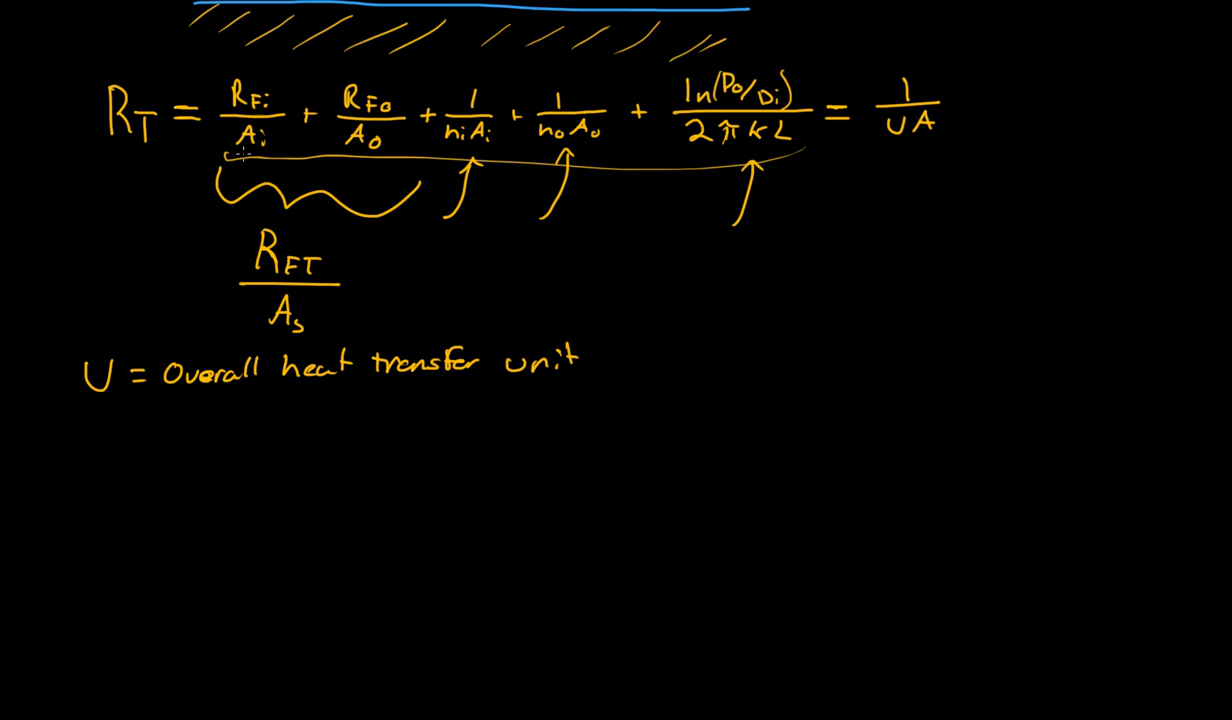 R_T = R_Fi/A_i + R_Fo/A_o + 1/(h_i A_i) + 1/(h_o A_o) + ln(D_o/D_i)/(2πkL) = 1/(UA)
R_FT/A_s
U = Overall heat transfer unit